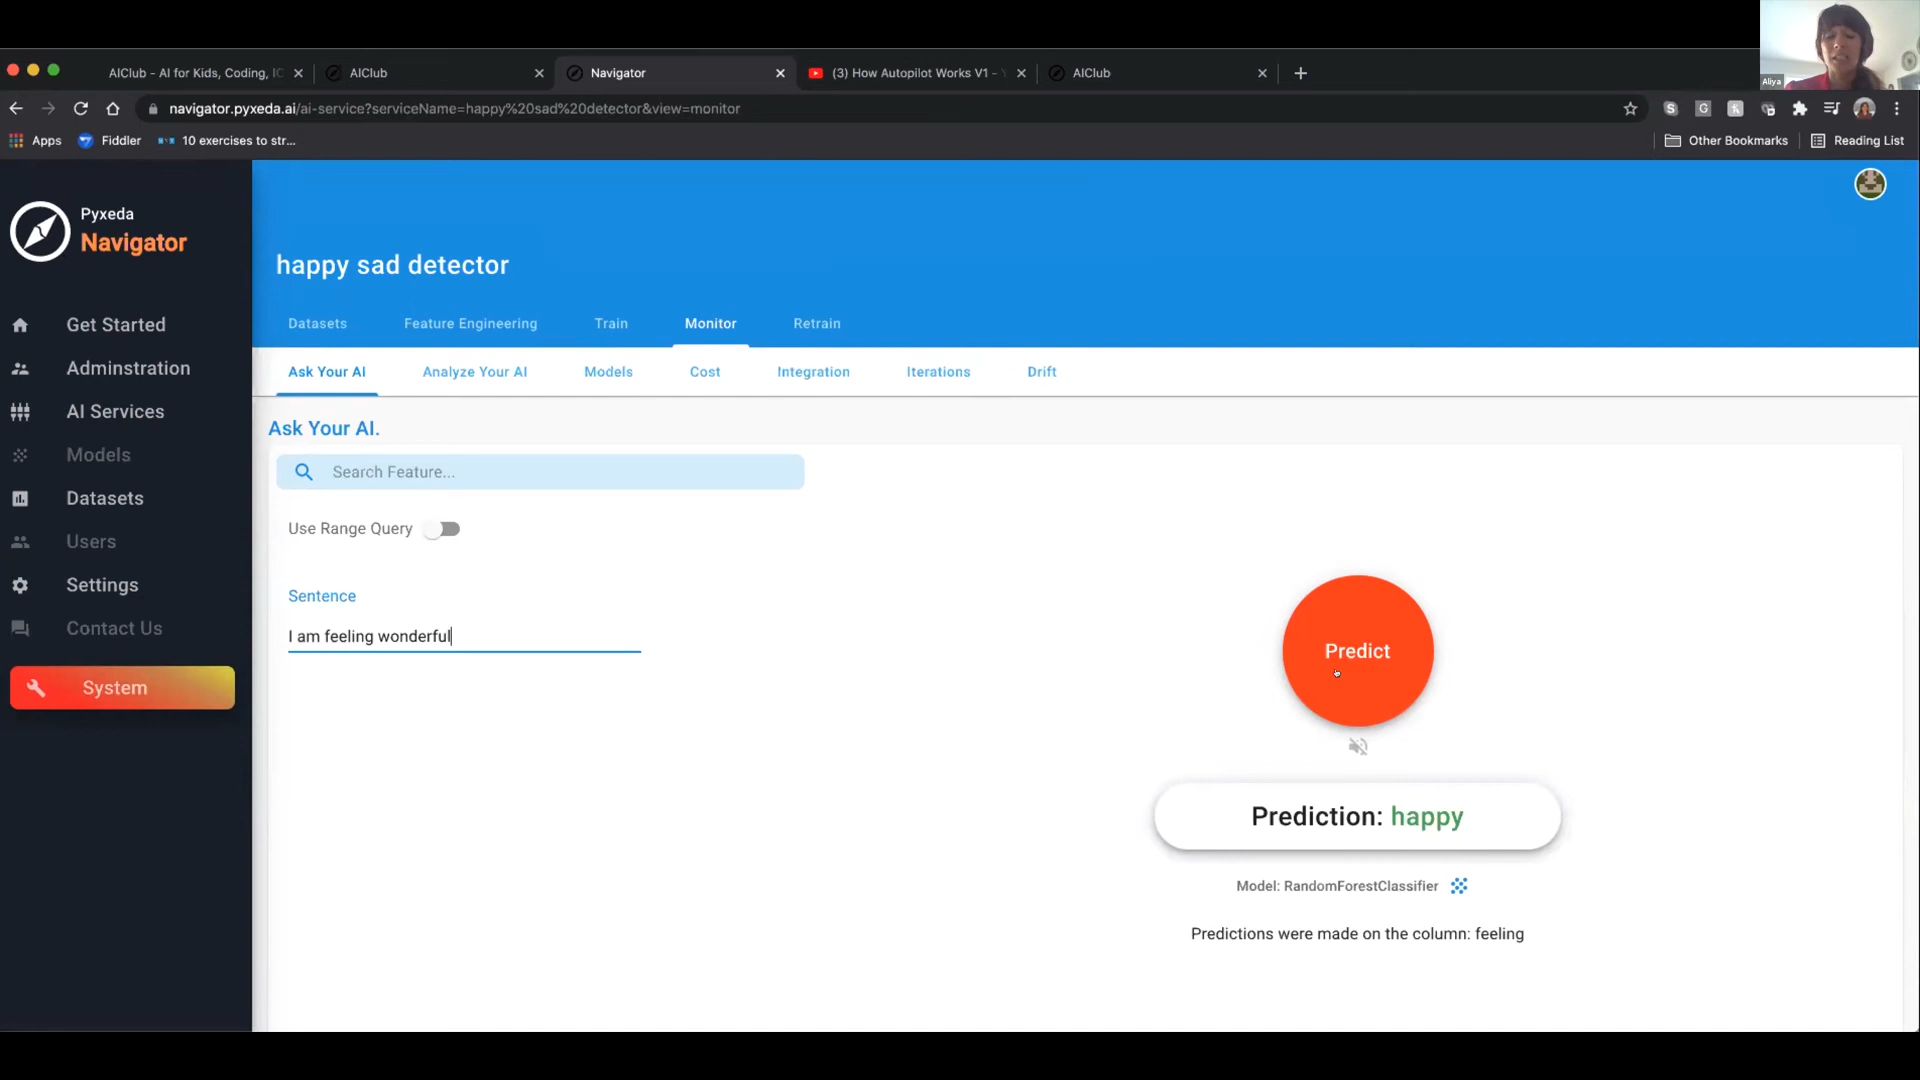 Aliya
AIClub - AI for Kids, Coding, IC
AIClub
Navigator
(3) How Autopilot Works V1 -
AIClub
navigator.pyxeda.ai/ai-service?serviceName=happy%20sad%20detector&view=monitor
Apps
Fiddler
10 exercises to str...
Other Bookmarks
Reading List
Pyxeda
Navigator
Get Started
Adminstration
AI Services
Models
Datasets
Users
Settings
Contact Us
System
happy sad detector
Datasets
Feature Engineering
Train
Monitor
Retrain
Ask Your AI
Analyze Your AI
Models
Cost
Integration
Iterations
Drift
Ask Your AI.
Search Feature...
Use Range Query
Sentence
I am feeling wonderful
Predict
Prediction: happy
Model: RandomForestClassifier
Predictions were made on the column: feeling